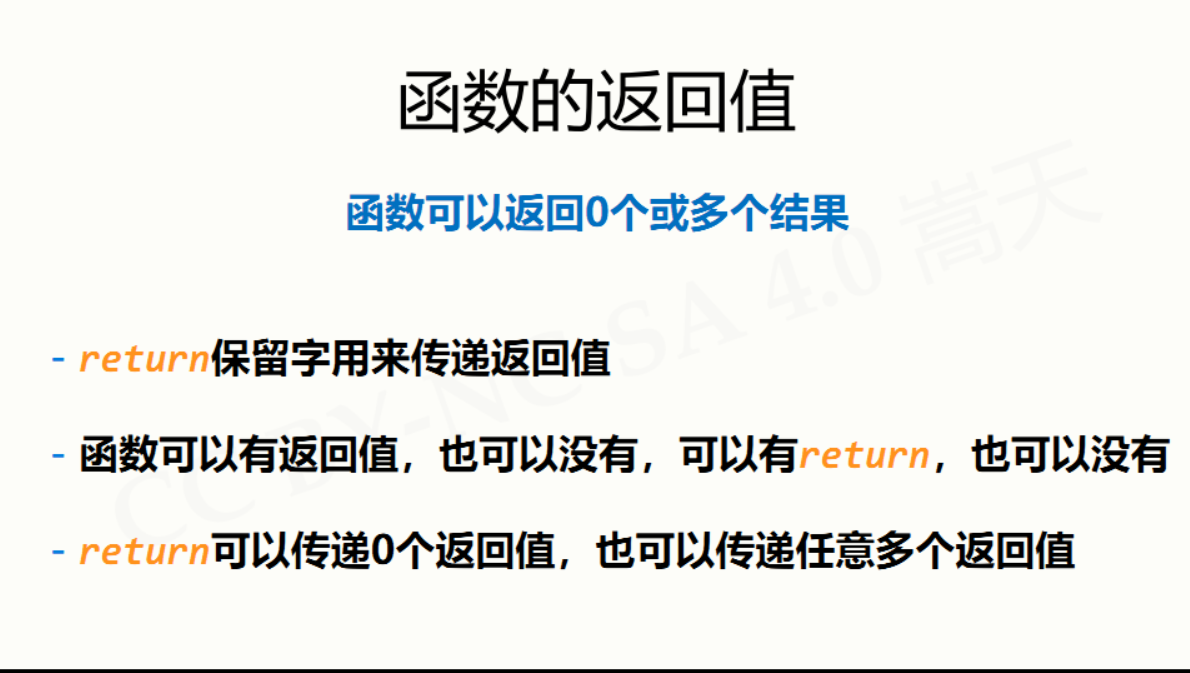 函数的返回值
函数可以返回0个或多个结果
- return保留字用来传递返回值
- 函数可以有返回值，也可以没有，可以有return，也可以没有
- return可以传递0个返回值，也可以传递任意多个返回值
CC BY-NC-SA 4.0 嵩天